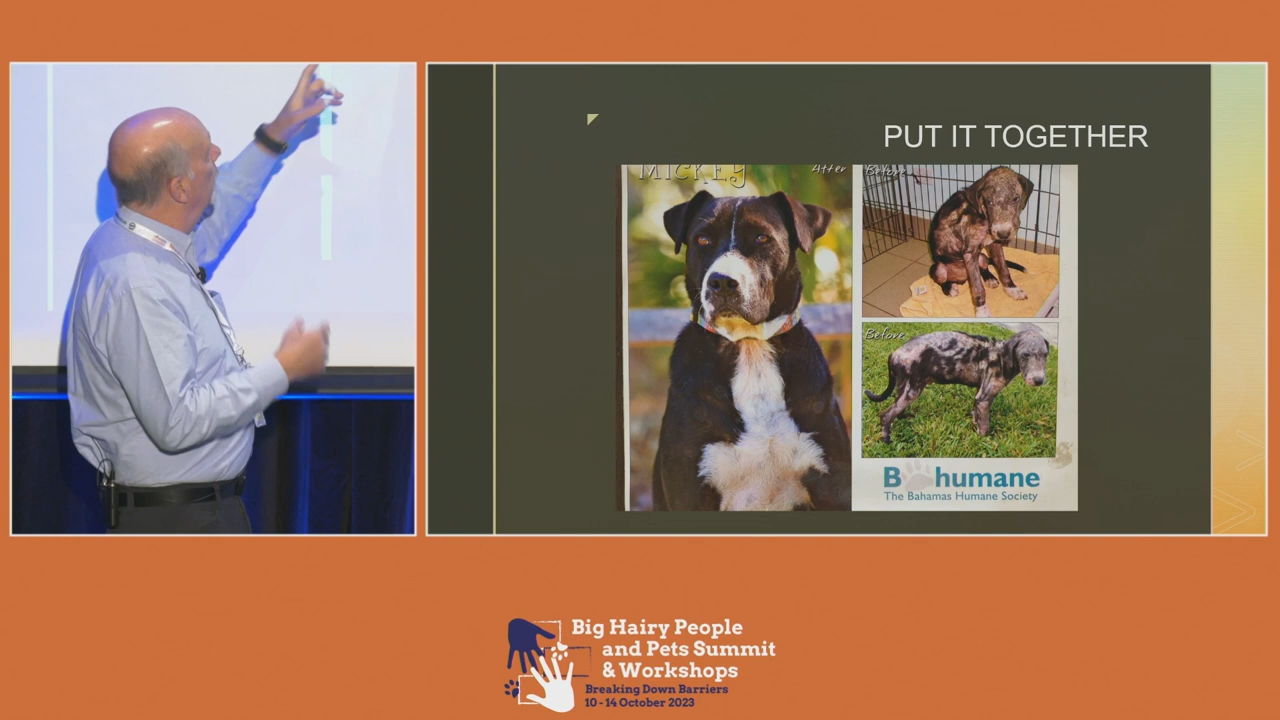 PUT IT TOGETHER
MICKEY
After
Before
Before
B humane
The Bahamas Humane Society
Big Hairy People
and Pets Summit
& Workshops
Breaking Down Barriers
10 - 14 October 2023